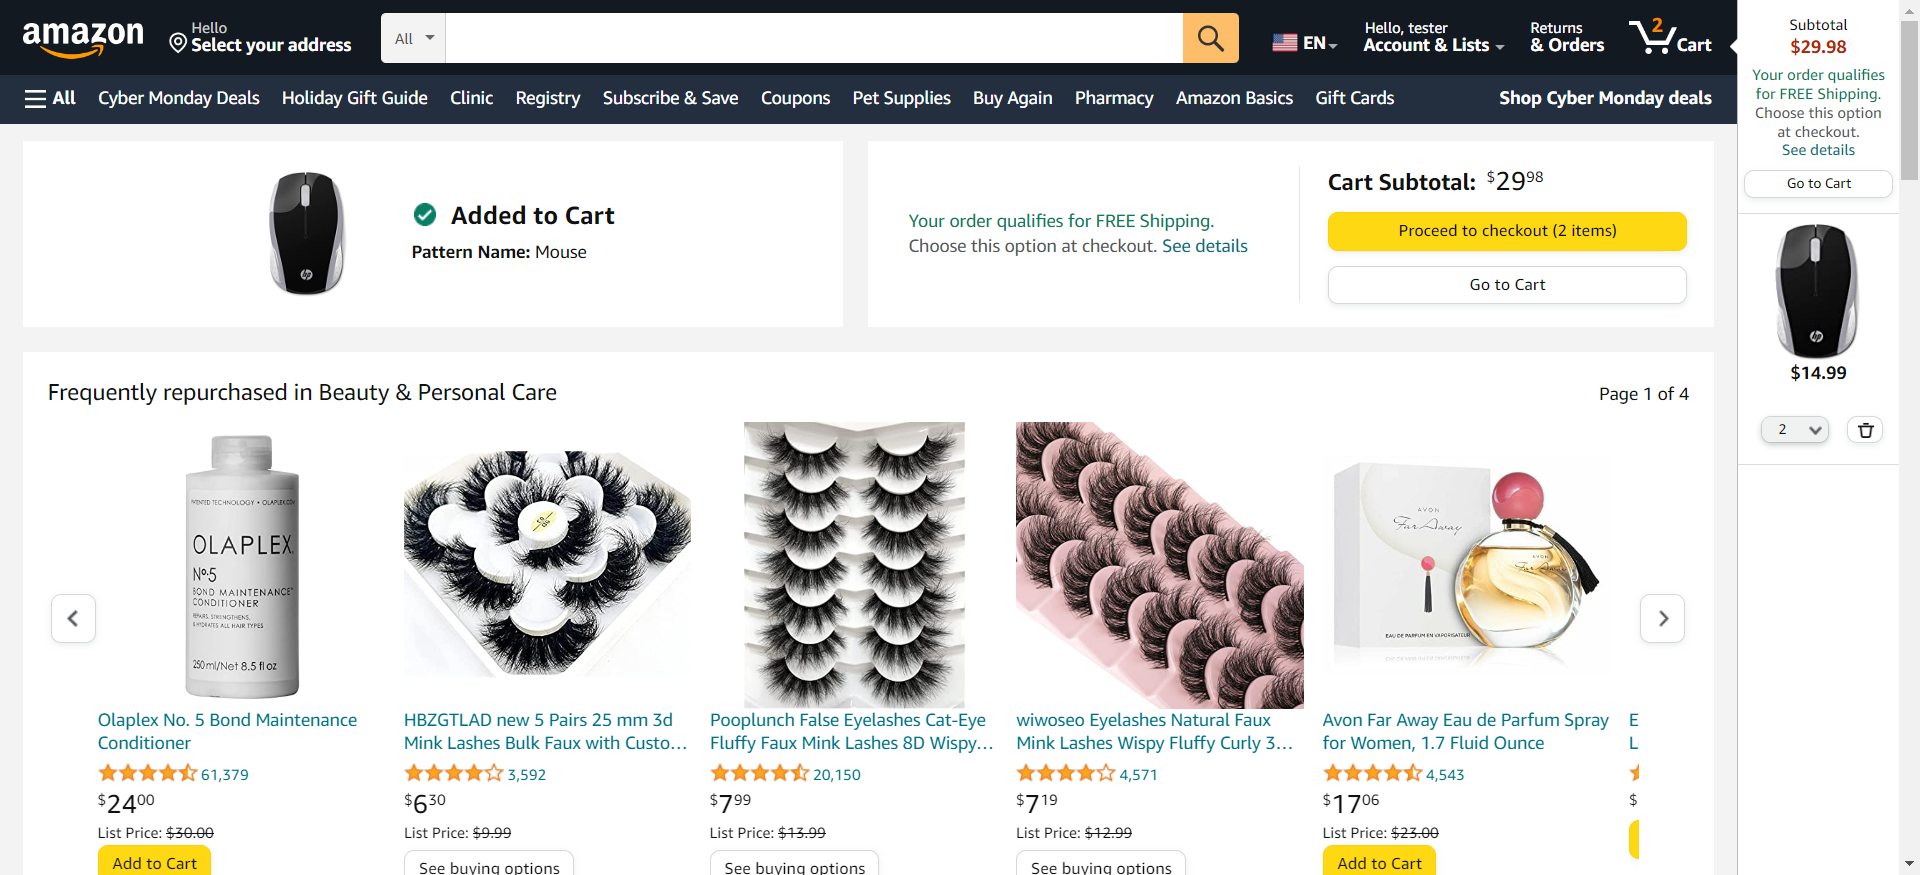 amazon
Hello
Select your address
All
EN
Hello, tester
Account & Lists
Returns
& Orders
2
Cart
All
Cyber Monday Deals
Holiday Gift Guide
Clinic
Registry
Subscribe & Save
Coupons
Pet Supplies
Buy Again
Pharmacy
Amazon Basics
Gift Cards
Shop Cyber Monday deals
Subtotal
$29.98
Your order qualifies
for FREE Shipping.
Choose this option
at checkout.
See details
Go to Cart
$14.99
2
Added to Cart
Pattern Name: Mouse
Your order qualifies for FREE Shipping.
Choose this option at checkout. See details
Cart Subtotal: $29 98
Proceed to checkout (2 items)
Go to Cart
Frequently repurchased in Beauty & Personal Care
Page 1 of 4
OLAPLEX.
Nº.5
BOND MAINTENANCE
CONDITIONER
250 ml/Net 8.5 fl oz
AVON
Far Away
EAU DE PARFUM EN VAPORISATEUR
Olaplex No. 5 Bond Maintenance
Conditioner
61,379
$24 00
List Price: $30.00
Add to Cart
HBZGTLAD new 5 Pairs 25 mm 3d
Mink Lashes Bulk Faux with Custo...
3,592
$6 30
List Price: $9.99
See buying options
Pooplunch False Eyelashes Cat-Eye
Fluffy Faux Mink Lashes 8D Wispy...
20,150
$7 99
List Price: $13.99
See buying options
wiwoseo Eyelashes Natural Faux
Mink Lashes Wispy Fluffy Curly 3...
4,571
$7 19
List Price: $12.99
See buying options
Avon Far Away Eau de Parfum Spray
for Women, 1.7 Fluid Ounce
4,543
$17 06
List Price: $23.00
Add to Cart
E
L
$